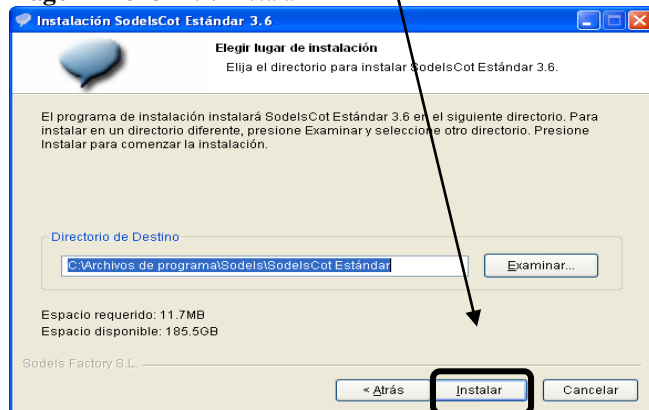 Instalación SodelsCot Estándar 3.6
Elegir lugar de instalación
Elija el directorio para instalar SodelsCot Estándar 3.6.
El programa de instalación instalará SodelsCot Estándar 3.6 en el siguiente directorio. Para
instalar en un directorio diferente, presione Examinar y seleccione otro directorio. Presione
Instalar para comenzar la instalación.
Directorio de Destino
C:\Archivos de programa\Sodels\SodelsCot Estándar
Examinar...
Espacio requerido: 11.7MB
Espacio disponible: 185.5GB
Sodels Factory S.L.
< Atrás
Instalar
Cancelar